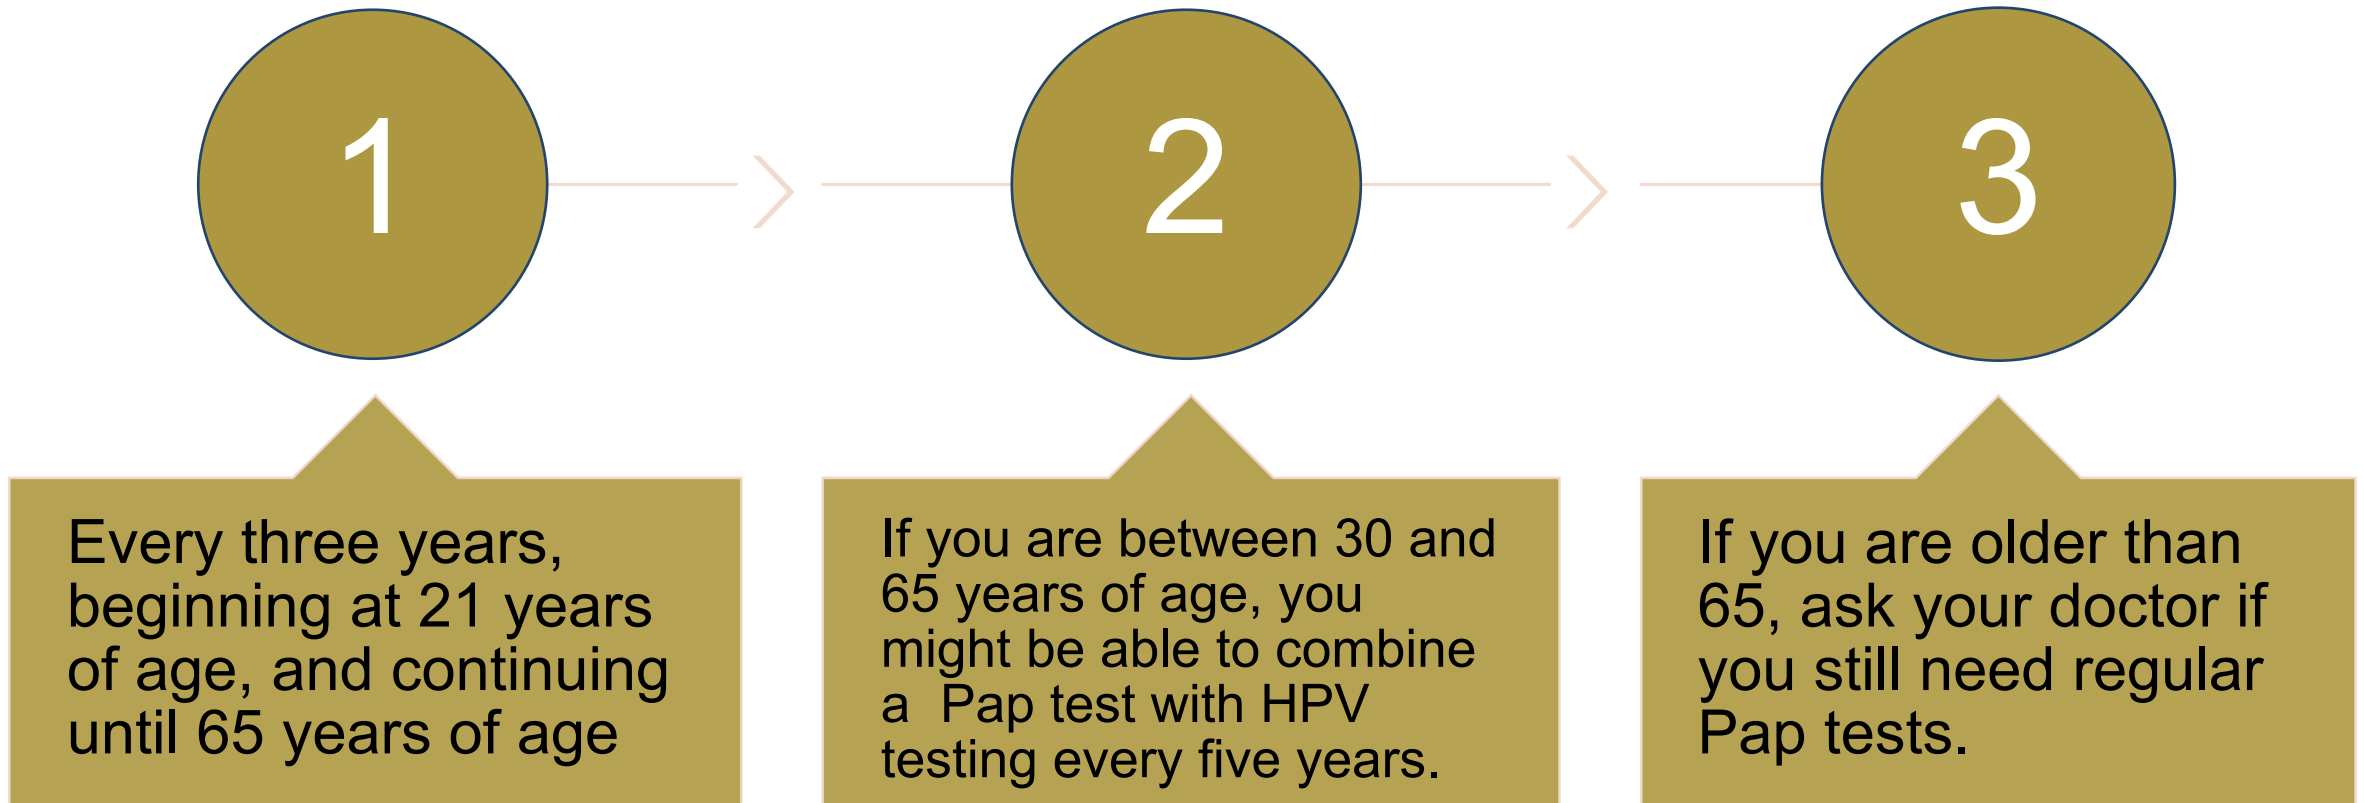 1
2
3
Every three years,
beginning at 21 years
of age, and continuing
until 65 years of age
If you are between 30 and
65 years of age, you
might be able to combine
a  Pap test with HPV
testing every five years.
If you are older than
65, ask your doctor if
you still need regular
Pap tests.